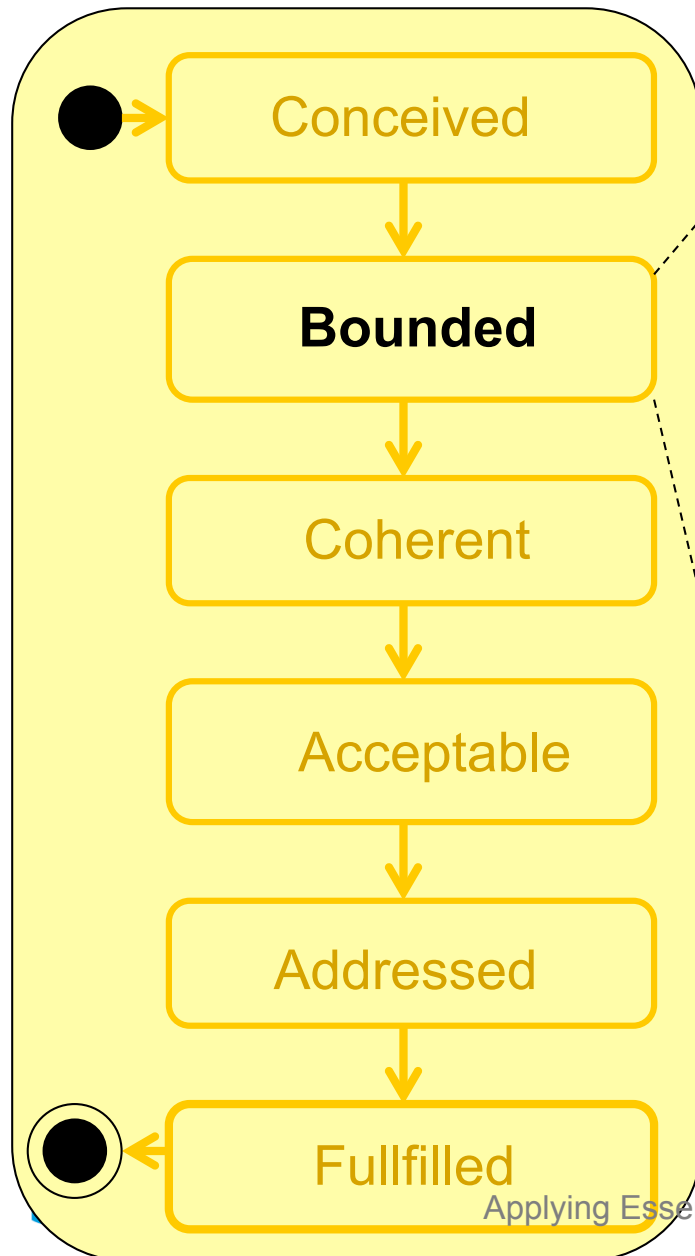 Conceived
Bounded
Coherent
Acceptable
Addressed
Fullfilled
Applying Esse